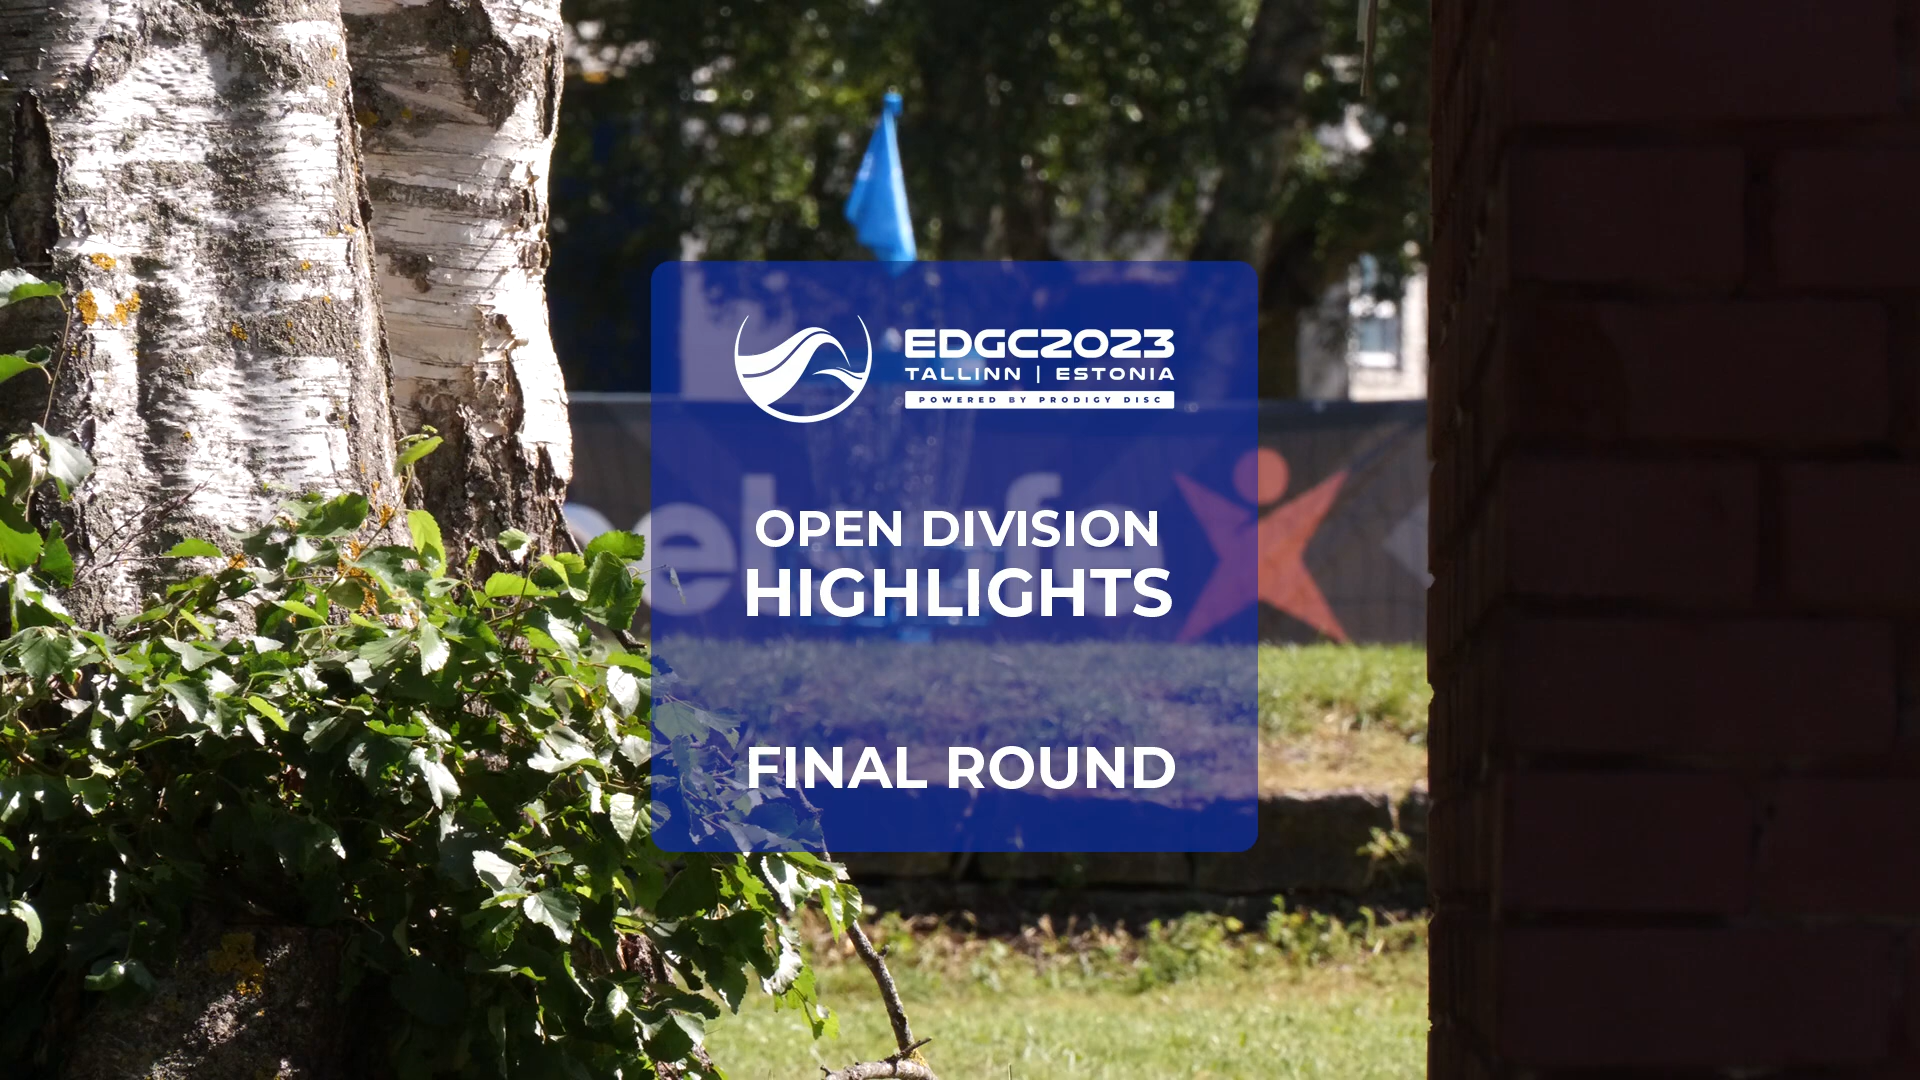 EDGC2023
TALLINN | ESTONIA
POWERED BY PRODIGY DISC
OPEN DIVISION
HIGHLIGHTS
FINAL ROUND